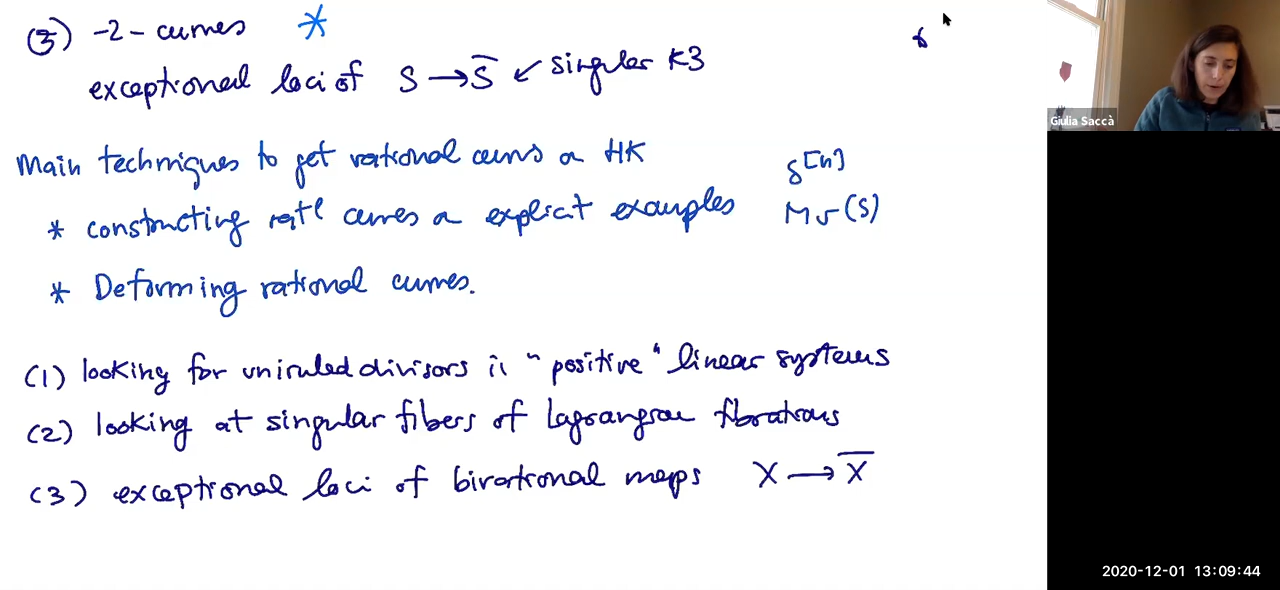 (3) -2 - curves *
exceptional loci of S → S̄ ↙ singular K3
Main techniques to get rational curves on HK
* constructing rat'l curves on explicit examples S^[n]
M_v(S)
* Deforming rational curves.
(1) looking for uniruled divisors in "positive" linear systems
(2) looking at singular fibers of Lagrangian fibrations
(3) exceptional loci of birational maps X → X̄
Giulia Saccà
2020-12-01 13:09:44